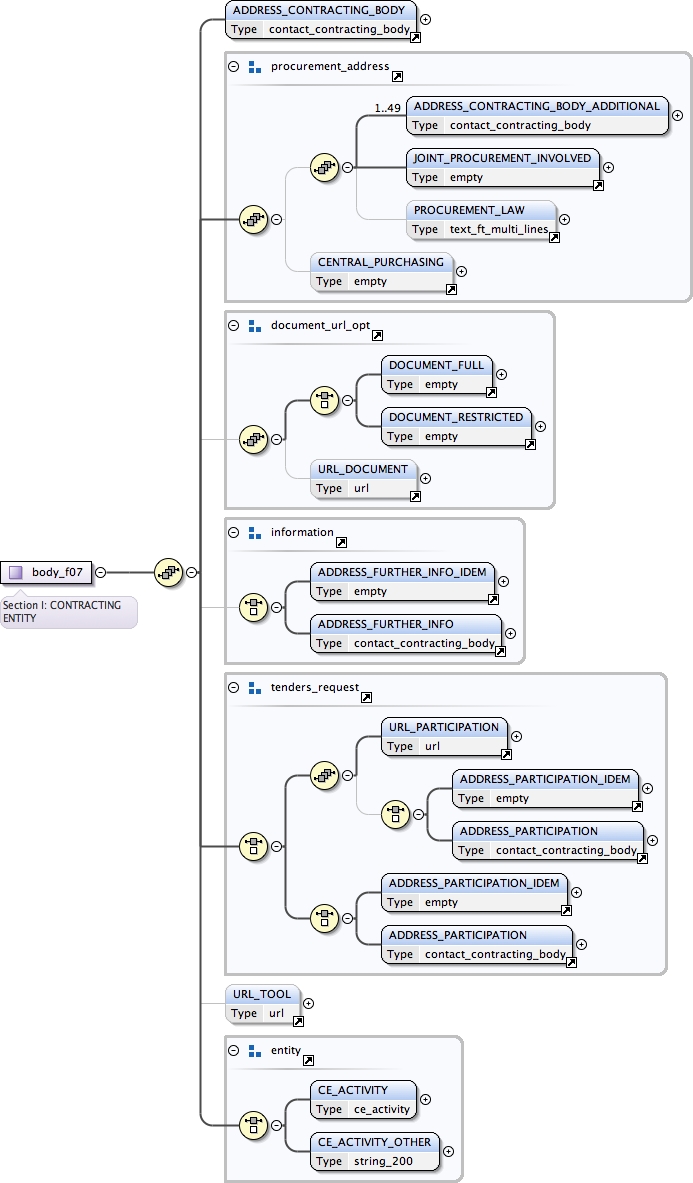 ADDRESS_CONTRACTING_BODY
Type contact_contracting_body
procurement_address
1..49
ADDRESS_CONTRACTING_BODY_ADDITIONAL
Type contact_contracting_body
JOINT_PROCUREMENT_INVOLVED
Type empty
PROCUREMENT_LAW
Type text_ft_multi_lines
CENTRAL_PURCHASING
Type empty
document_url_opt
DOCUMENT_FULL
Type empty
DOCUMENT_RESTRICTED
Type empty
URL_DOCUMENT
Type url
information
body_f07
Section I: CONTRACTING
ENTITY
ADDRESS_FURTHER_INFO_IDEM
Type empty
ADDRESS_FURTHER_INFO
Type contact_contracting_body
tenders_request
URL_PARTICIPATION
Type url
ADDRESS_PARTICIPATION_IDEM
Type empty
ADDRESS_PARTICIPATION
Type contact_contracting_body
ADDRESS_PARTICIPATION_IDEM
Type empty
ADDRESS_PARTICIPATION
Type contact_contracting_body
URL_TOOL
Type url
entity
CE_ACTIVITY
Type ce_activity
CE_ACTIVITY_OTHER
Type string_200